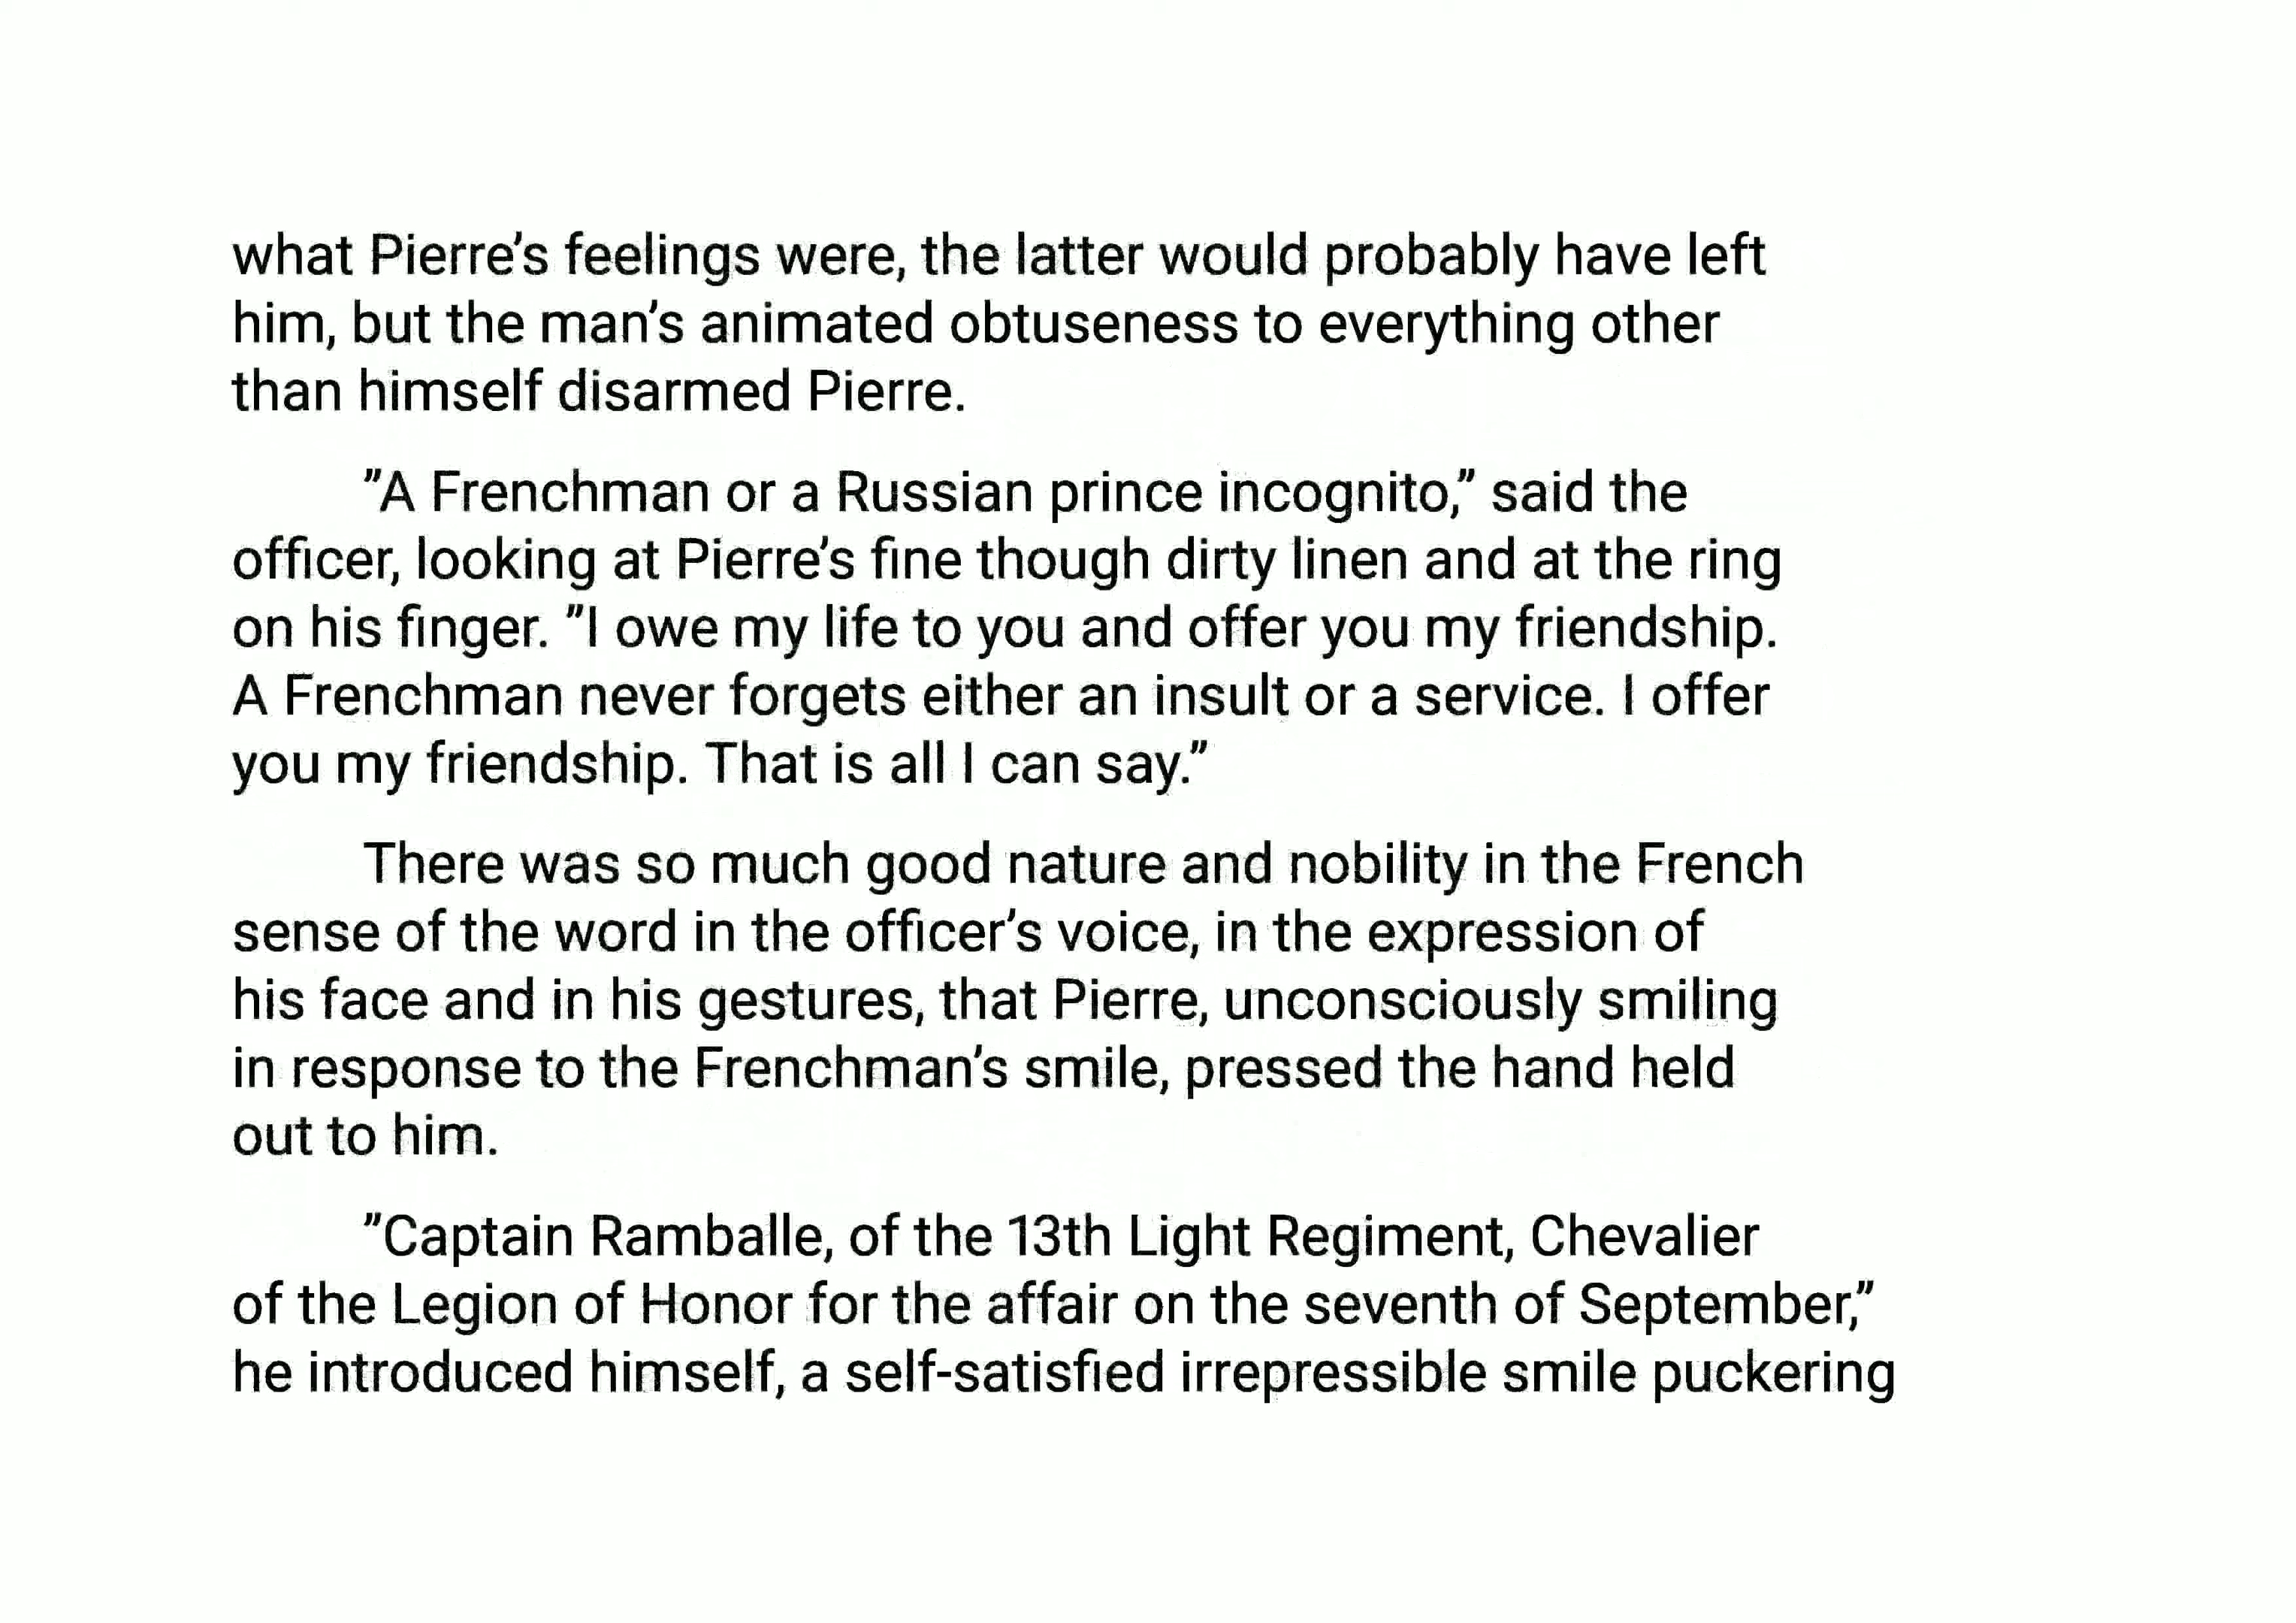 what Pierre’s feelings were, the latter would probably have left
him, but the man’s animated obtuseness to everything other
than himself disarmed Pierre.
”A Frenchman or a Russian prince incognito,” said the
officer, looking at Pierre’s fine though dirty linen and at the ring
on his finger. ”I owe my life to you and offer you my friendship.
A Frenchman never forgets either an insult or a service. I offer
you my friendship. That is all I can say.”
There was so much good nature and nobility in the French
sense of the word in the officer’s voice, in the expression of
his face and in his gestures, that Pierre, unconsciously smiling
in response to the Frenchman’s smile, pressed the hand held
out to him.
”Captain Ramballe, of the 13th Light Regiment, Chevalier
of the Legion of Honor for the affair on the seventh of September,”
he introduced himself, a self-satisfied irrepressible smile puckering